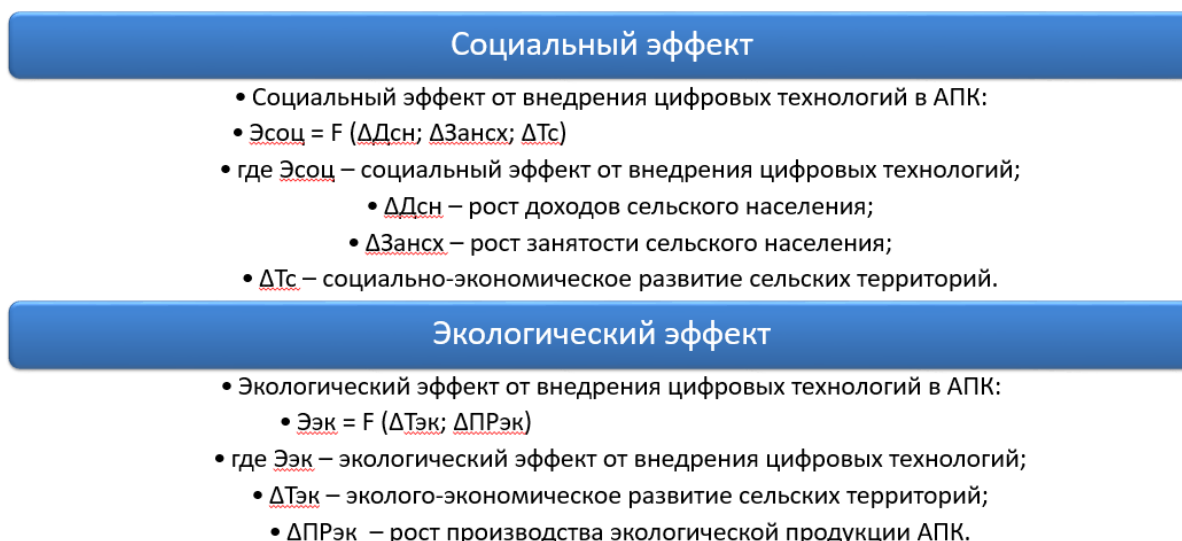 Социальный эффект
• Социальный эффект от внедрения цифровых технологий в АПК:
• Эсоц = F (ΔДсн; ΔЗансх; ΔТс)
• где Эсоц – социальный эффект от внедрения цифровых технологий;
• ΔДсн – рост доходов сельского населения;
• ΔЗансх – рост занятости сельского населения;
• ΔТс – социально-экономическое развитие сельских территорий.
Экологический эффект
• Экологический эффект от внедрения цифровых технологий в АПК:
• Ээк = F (ΔТэк; ΔПРэк)
• где Ээк – экологический эффект от внедрения цифровых технологий;
• ΔТэк – эколого-экономическое развитие сельских территорий;
• ΔПРэк – рост производства экологической продукции АПК.